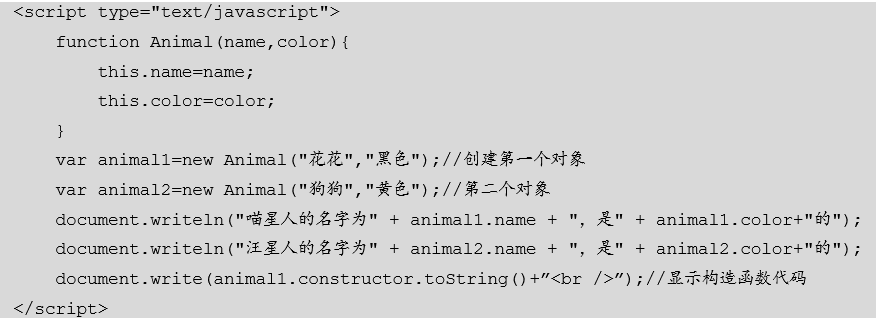 <script type="text/javascript">
    function Animal(name,color){
        this.name=name;
        this.color=color;
    }
    var animal1=new Animal("花花","黑色");//创建第一个对象
    var animal2=new Animal("狗狗","黄色");//第二个对象
    document.writeln("喵星人的名字为" + animal1.name + ", 是" + animal1.color+"的");
    document.writeln("汪星人的名字为" + animal2.name + ", 是" + animal2.color+"的");
    document.write(animal1.constructor.toString()+”<br />”);//显示构造函数代码
</script>